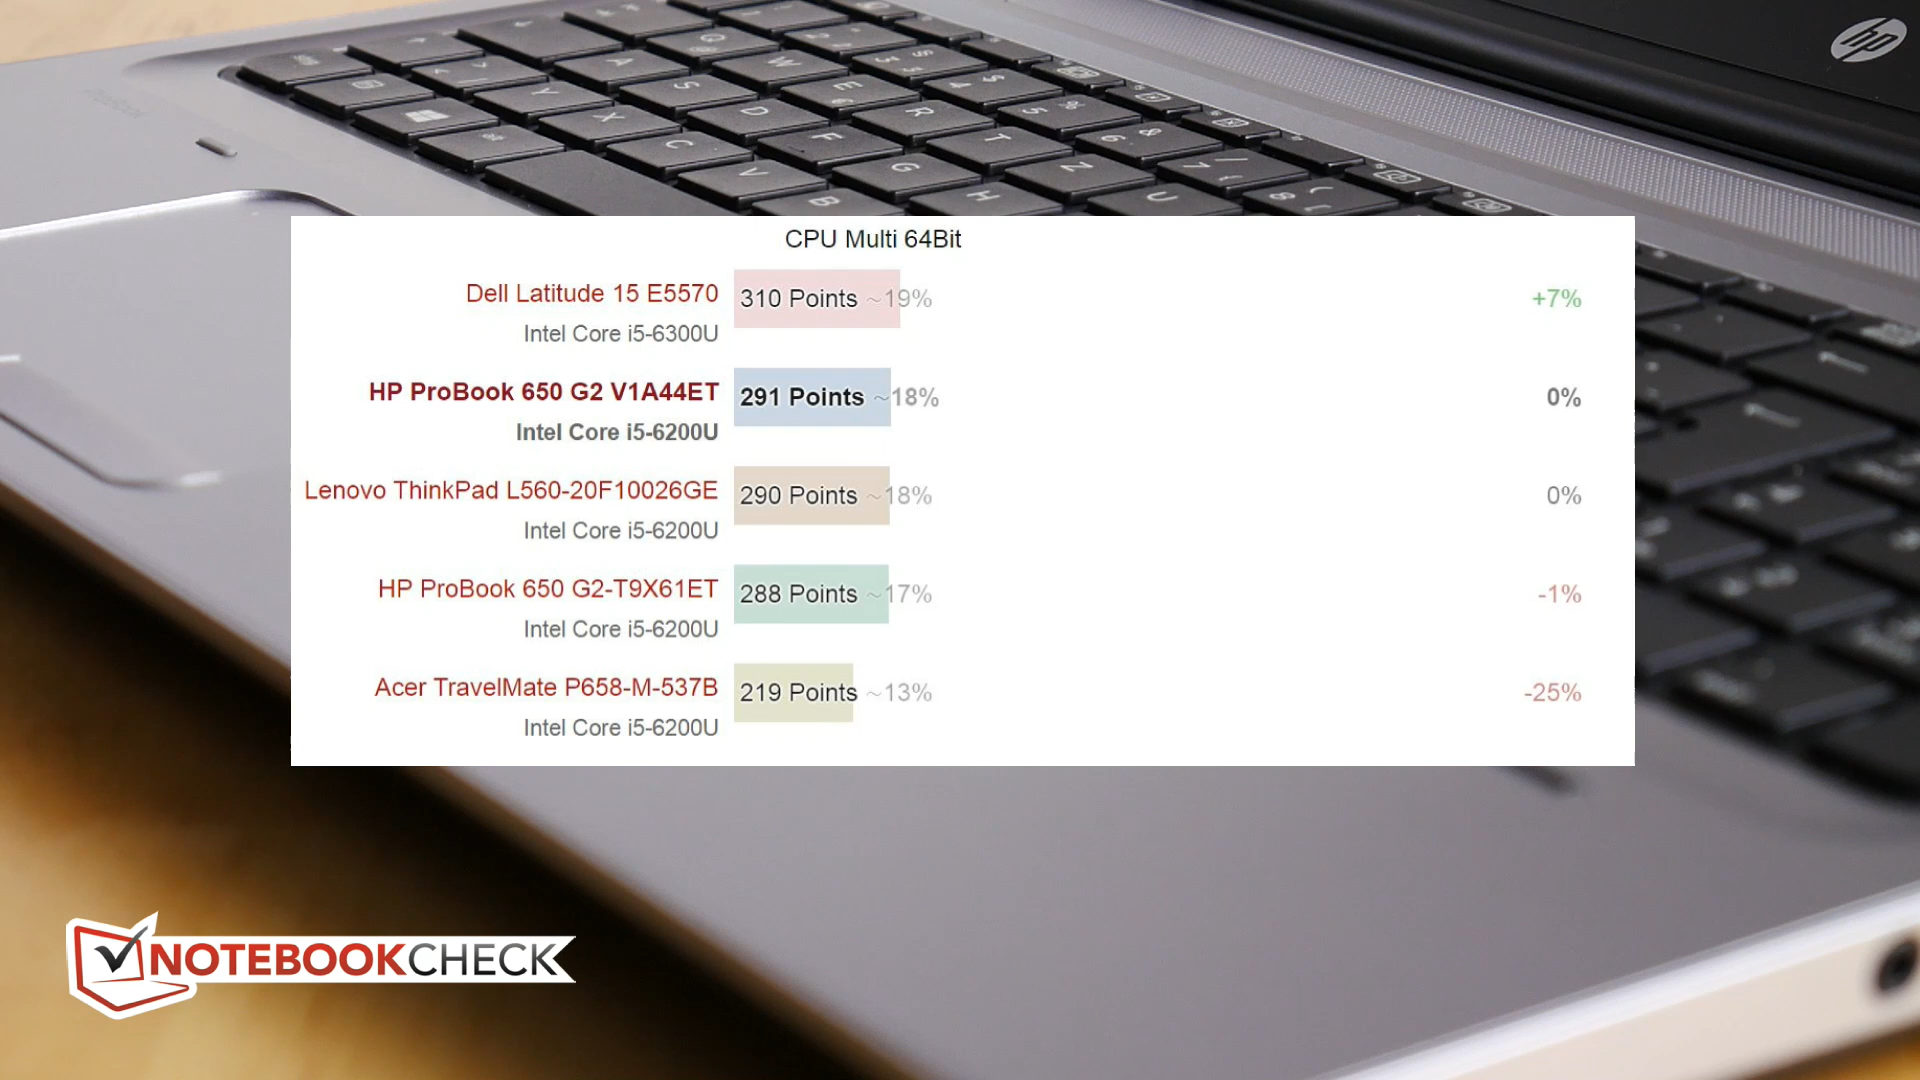 hp
CPU Multi 64Bit
Dell Latitude 15 E5570 310 Points ~19% +7%
Intel Core i5-6300U
HP ProBook 650 G2 V1A44ET 291 Points ~18% 0%
Intel Core i5-6200U
Lenovo ThinkPad L560-20F10026GE 290 Points ~18% 0%
Intel Core i5-6200U
HP ProBook 650 G2-T9X61ET 288 Points ~17% -1%
Intel Core i5-6200U
Acer TravelMate P658-M-537B 219 Points ~13% -25%
Intel Core i5-6200U
NOTEBOOKCHECK